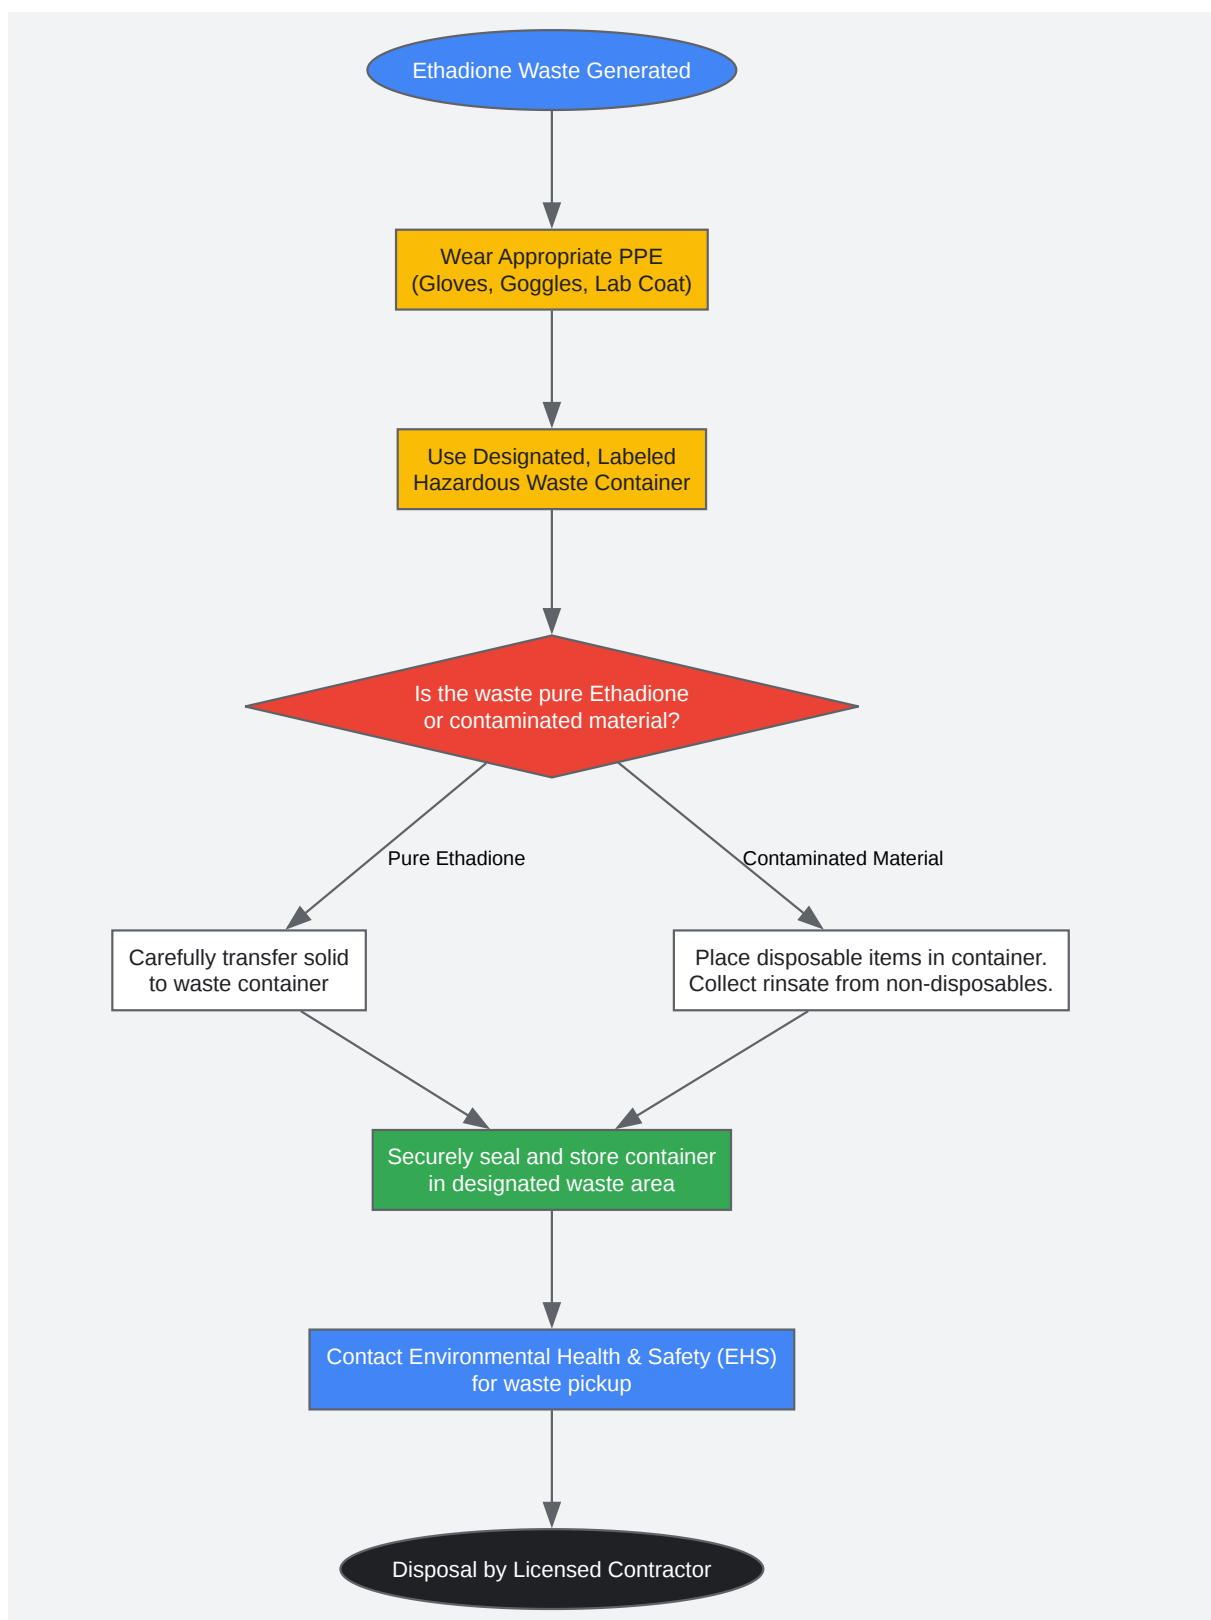 Ethadione Waste Generated
Wear Appropriate PPE
(Gloves, Goggles, Lab Coat)
Use Designated, Labeled
Hazardous Waste Container
Is the waste pure Ethadione
or contaminated material?
Pure Ethadione
Contaminated Material
Carefully transfer solid
to waste container
Place disposable items in container.
Collect rinsate from non-disposables.
Securely seal and store container
in designated waste area
Contact Environmental Health & Safety (EHS)
for waste pickup
Disposal by Licensed Contractor